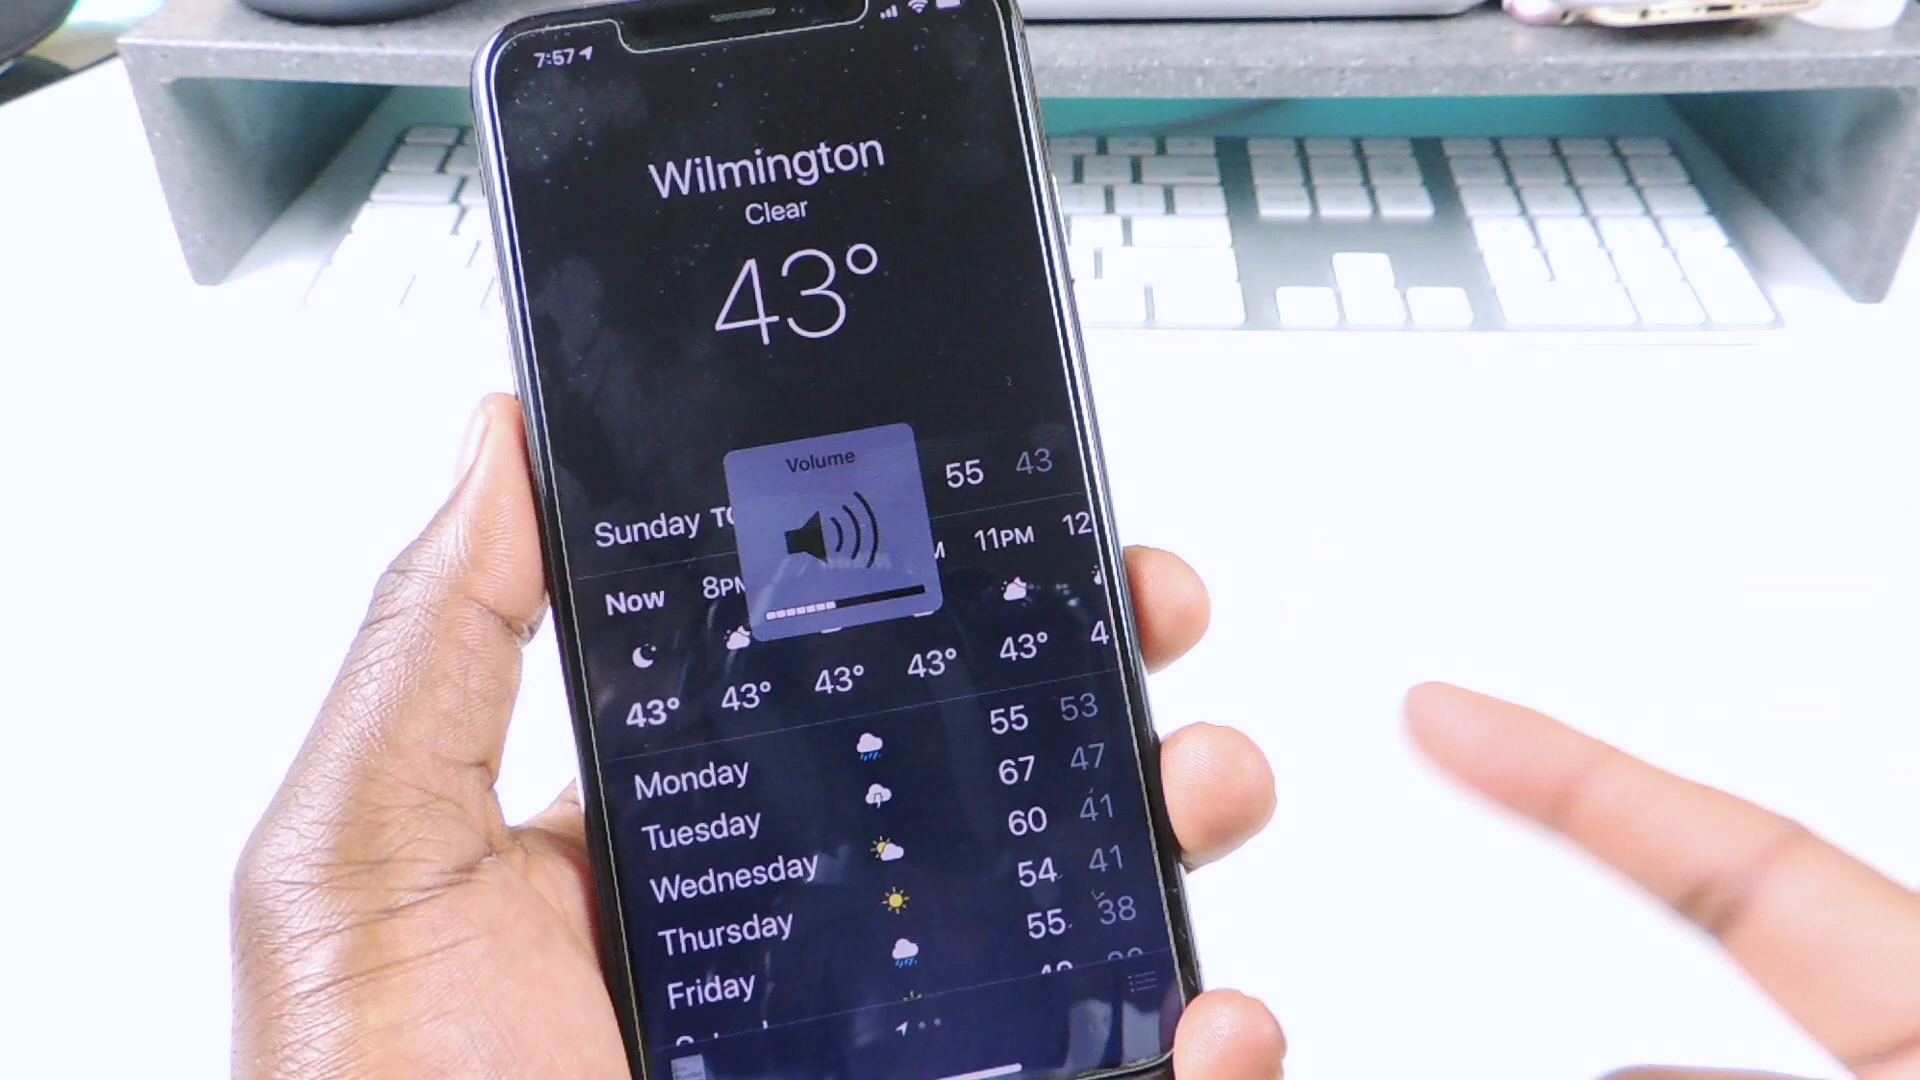 7:57
Wilmington
Clear
43°
Volume
Sunday 55 43
Now 8PM 11PM 12
43° 43° 43° 43° 43° 4
Monday 55 53
Tuesday 67 47
Wednesday 60 41
Thursday 54 41
Friday 55 38